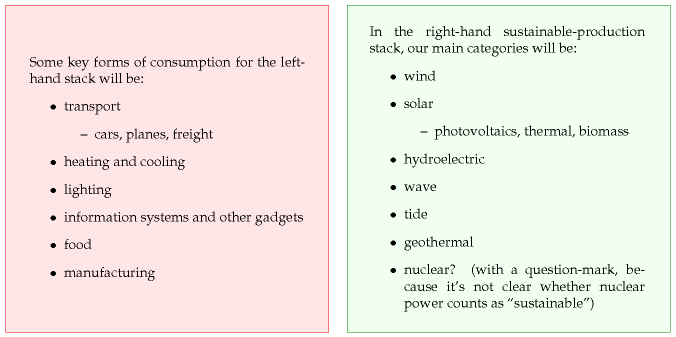 Some key forms of consumption for the left-
hand stack will be:
• transport
– cars, planes, freight
• heating and cooling
• lighting
• information systems and other gadgets
• food
• manufacturing
In the right-hand sustainable-production
stack, our main categories will be:
• wind
• solar
– photovoltaics, thermal, biomass
• hydroelectric
• wave
• tide
• geothermal
• nuclear? (with a question-mark, be-
cause it's not clear whether nuclear
power counts as “sustainable”)